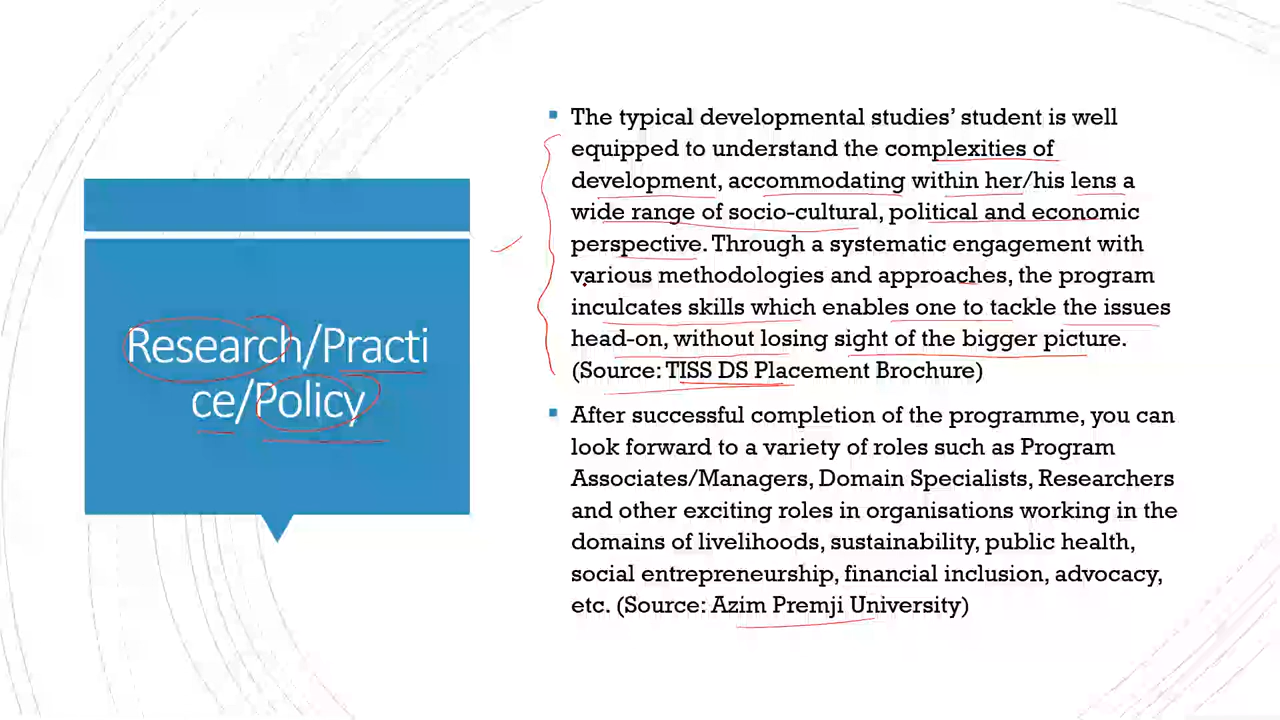 Research/Practi
ce/Policy
The typical developmental studies’ student is well
equipped to understand the complexities of
development, accommodating within her/his lens a
wide range of socio-cultural, political and economic
perspective. Through a systematic engagement with
various methodologies and approaches, the program
inculcates skills which enables one to tackle the issues
head-on, without losing sight of the bigger picture.
(Source: TISS DS Placement Brochure)
After successful completion of the programme, you can
look forward to a variety of roles such as Program
Associates/Managers, Domain Specialists, Researchers
and other exciting roles in organisations working in the
domains of livelihoods, sustainability, public health,
social entrepreneurship, financial inclusion, advocacy,
etc. (Source: Azim Premji University)